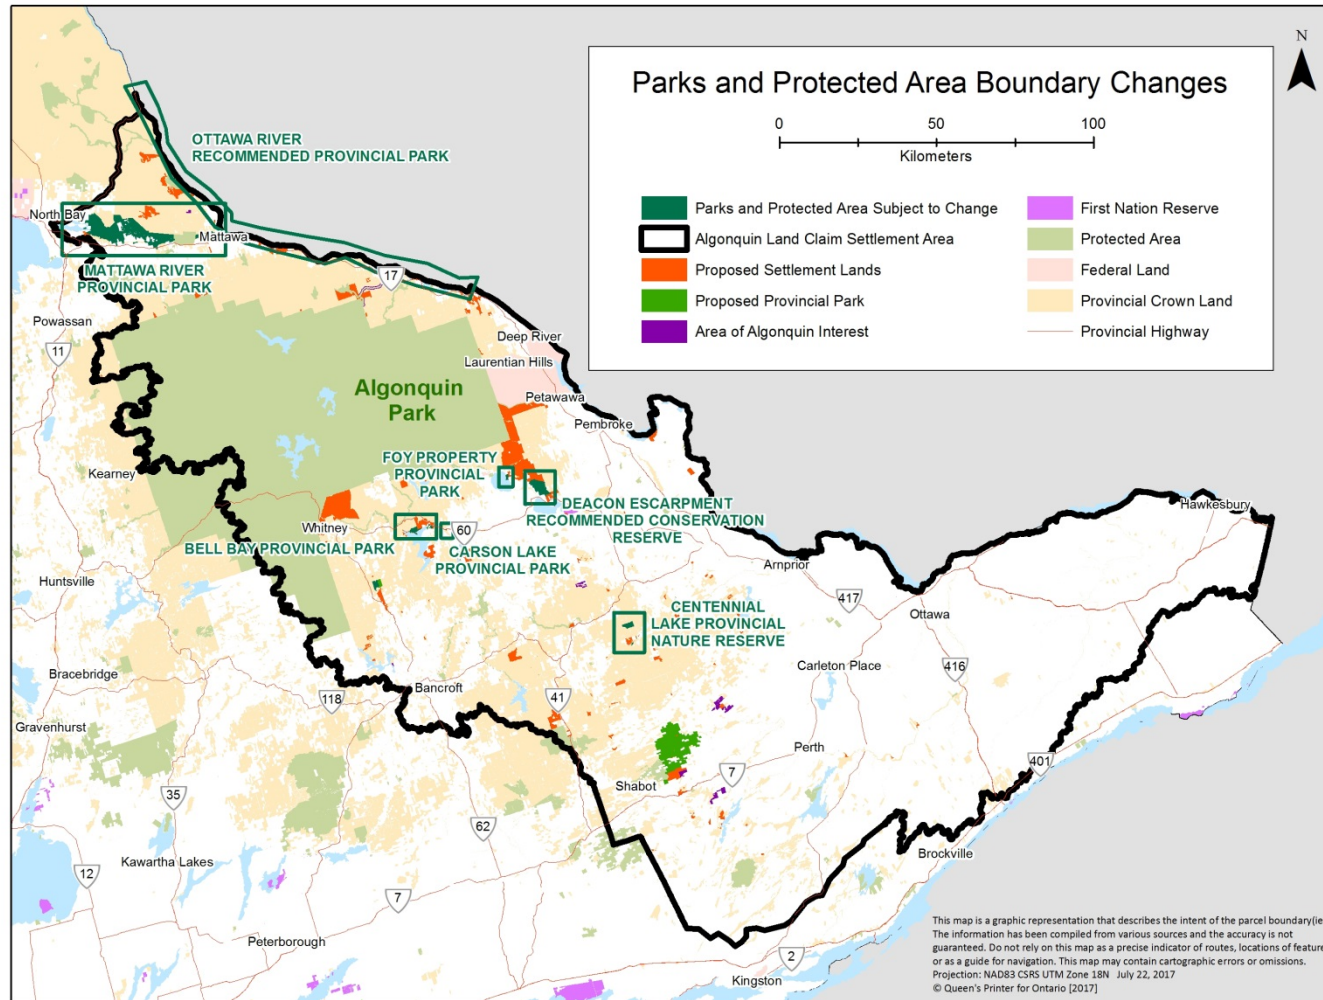 Parks and Protected Area Boundary Changes
N
0
50
100
Kilometers
Parks and Protected Area Subject to Change
Algonquin Land Claim Settlement Area
Proposed Settlement Lands
Proposed Provincial Park
Area of Algonquin Interest
First Nation Reserve
Protected Area
Federal Land
Provincial Crown Land
Provincial Highway
OTTAWA RIVER
RECOMMENDED PROVINCIAL PARK
North Bay
Mattawa
MATTAWA RIVER
PROVINCIAL PARK
17
Powassan
11
Deep River
Laurentian Hills
Petawawa
Pembroke
Algonquin
Park
Kearney
FOY PROPERTY
PROVINCIAL
PARK
DEACON ESCARPMENT
RECOMMENDED CONSERVATION
RESERVE
Whitney
60
BELL BAY PROVINCIAL PARK
CARSON LAKE
PROVINCIAL PARK
Hawkesbury
Huntsville
Arnprior
417
Ottawa
CENTENNIAL
LAKE PROVINCIAL
NATURE RESERVE
Carleton Place
416
Bracebridge
118
Bancroft
41
Gravenhurst
Perth
7
401
Shabot
35
62
Kawartha Lakes
12
Brockville
7
Peterborough
2
Kingston
This map is a graphic representation that describes the intent of the parcel boundary(ie
The information has been compiled from various sources and the accuracy is not
guaranteed. Do not rely on this map as a precise indicator of routes, locations of feature
or as a guide for navigation. This map may contain cartographic errors or omissions.
Projection: NAD83 CSRS UTM Zone 18N July 22, 2017
© Queen's Printer for Ontario [2017]